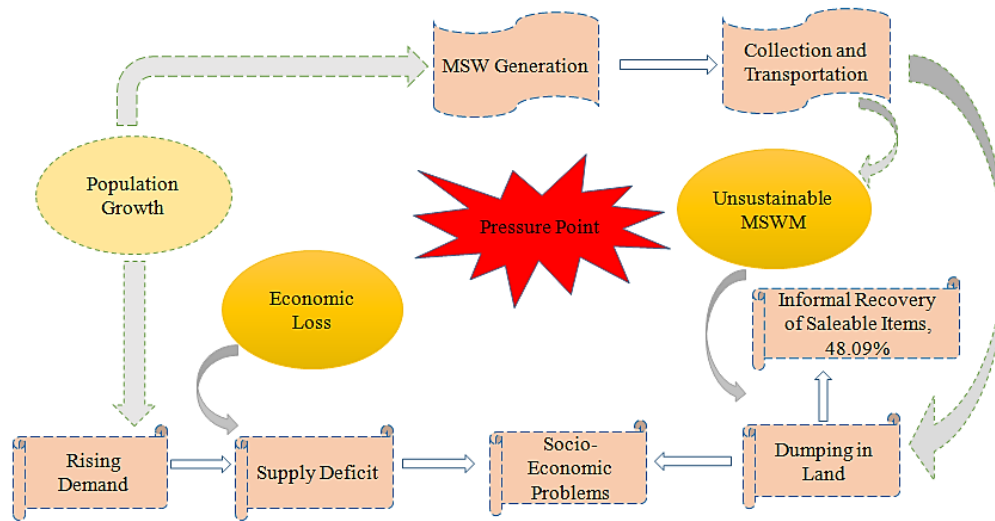 MSW Generation
Collection and
Transportation
Population
Growth
Pressure Point
Unsustainable
MSWM
Economic
Loss
Informal Recovery
of Saleable Items,
48.09%
Rising
Demand
Supply Deficit
Socio-
Economic
Problems
Dumping in
Land